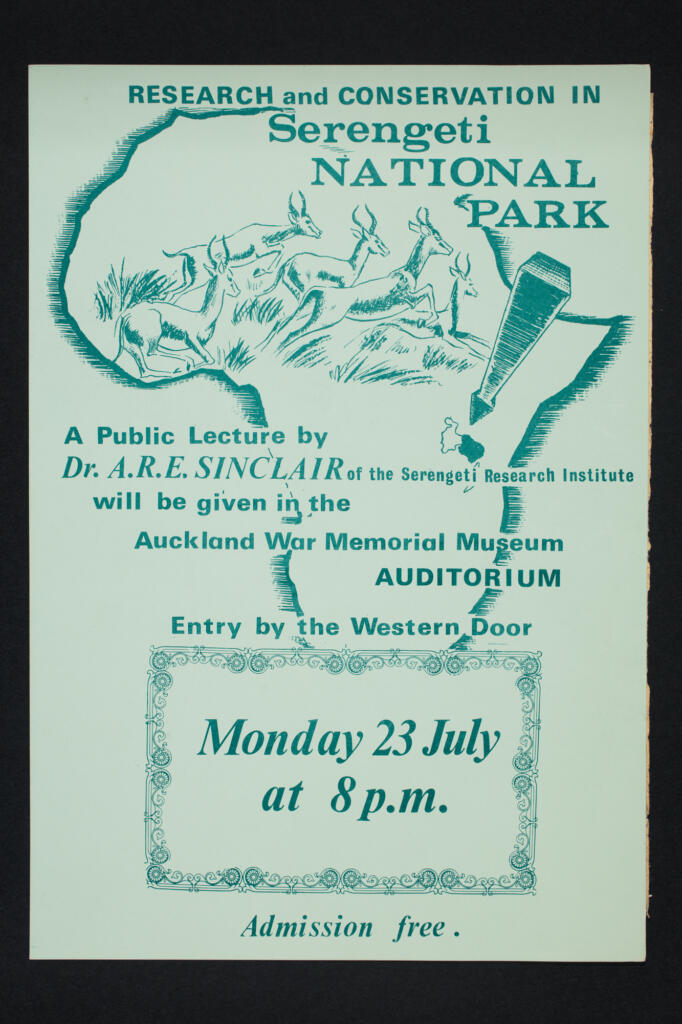 RESEARCH and CONSERVATION IN
Serengeti
NATIONAL
PARK
A Public Lecture by
Dr. A.R.E. SINCLAIR of the Serengeti Research Institute
will be given in the
Auckland War Memorial Museum
AUDITORIUM
Entry by the Western Door
Monday 23 July
at 8 p.m.
Admission free.